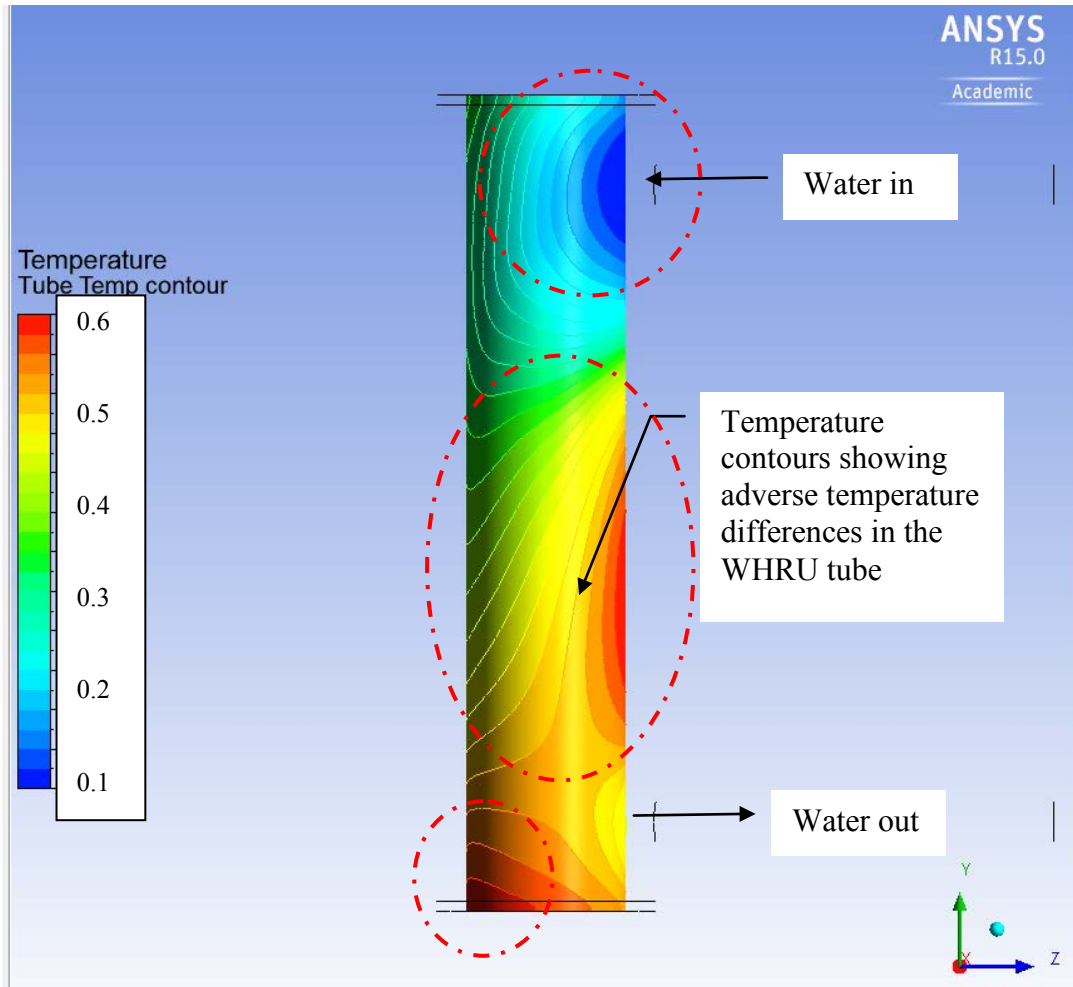 ANSYS
R15.0
Academic
Water in
Temperature
Tube Temp contour
0.6
0.5
0.4
0.3
0.2
0.1
Temperature
contours showing
adverse temperature
differences in the
WHRU tube
Water out
Y
X
Z